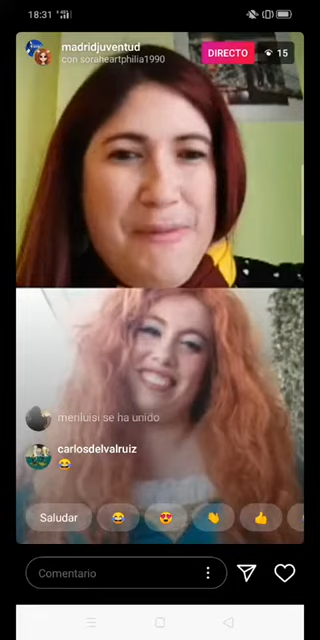 18:31
madridjuventud
con soraheartphilia1990
DIRECTO
15
meriluisi se ha unido
carlosdelvalruiz
Saludar
Comentario